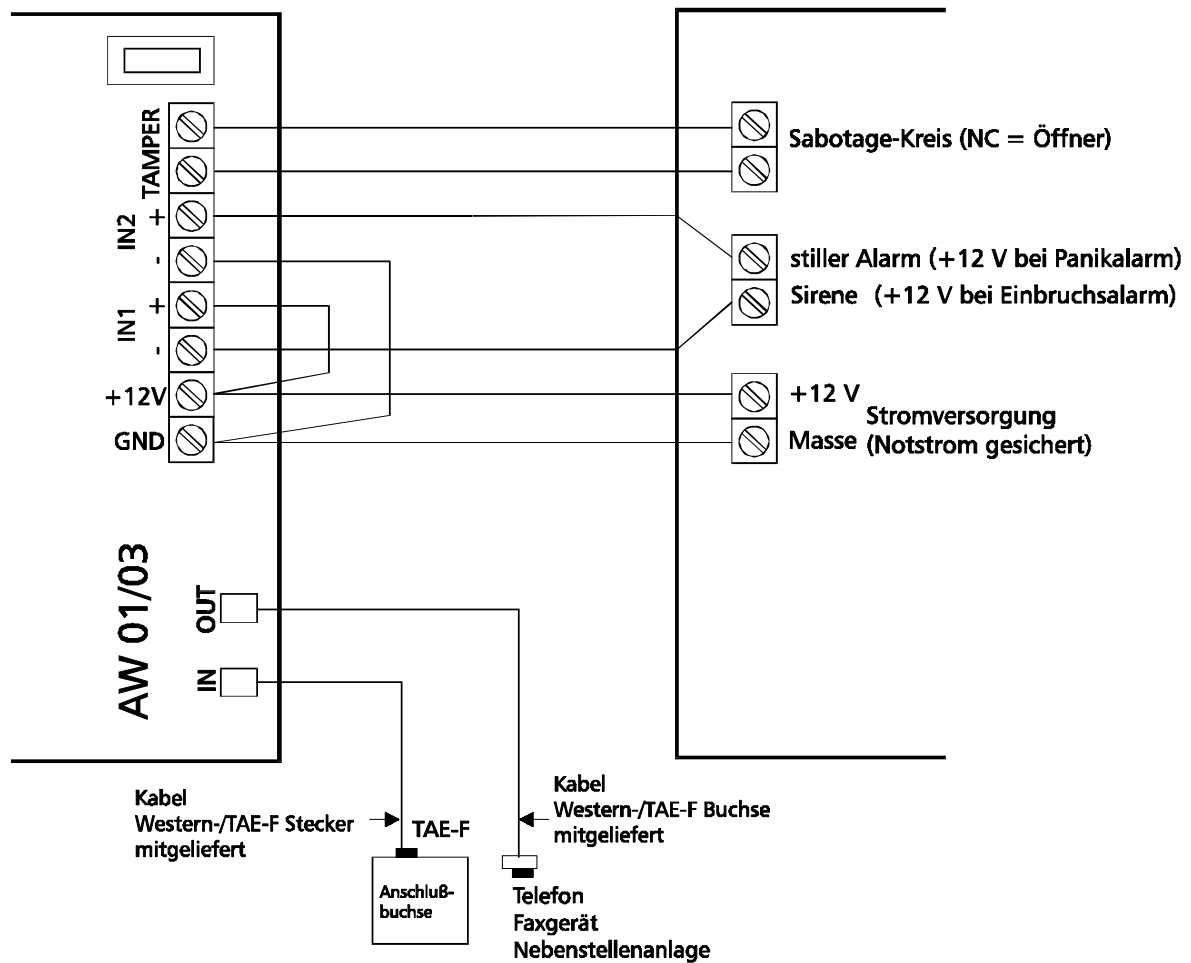 TAMPER
IN2
+
-
IN1
+
-
+12V
GND
Sabotage-Kreis (NC = Öffner)
stiller Alarm (+12 V bei Panikalarm)
Sirene (+12 V bei Einbruchsalarm)
+12 V
Masse
Stromversorgung
(Notstrom gesichert)
AW 01/03
OUT
IN
Kabel
Western-/TAE-F Stecker
mitgeliefert
TAE-F
Anschluß-
buchse
Kabel
Western-/TAE-F Buchse
mitgeliefert
Telefon
Faxgerät
Nebenstellenanlage